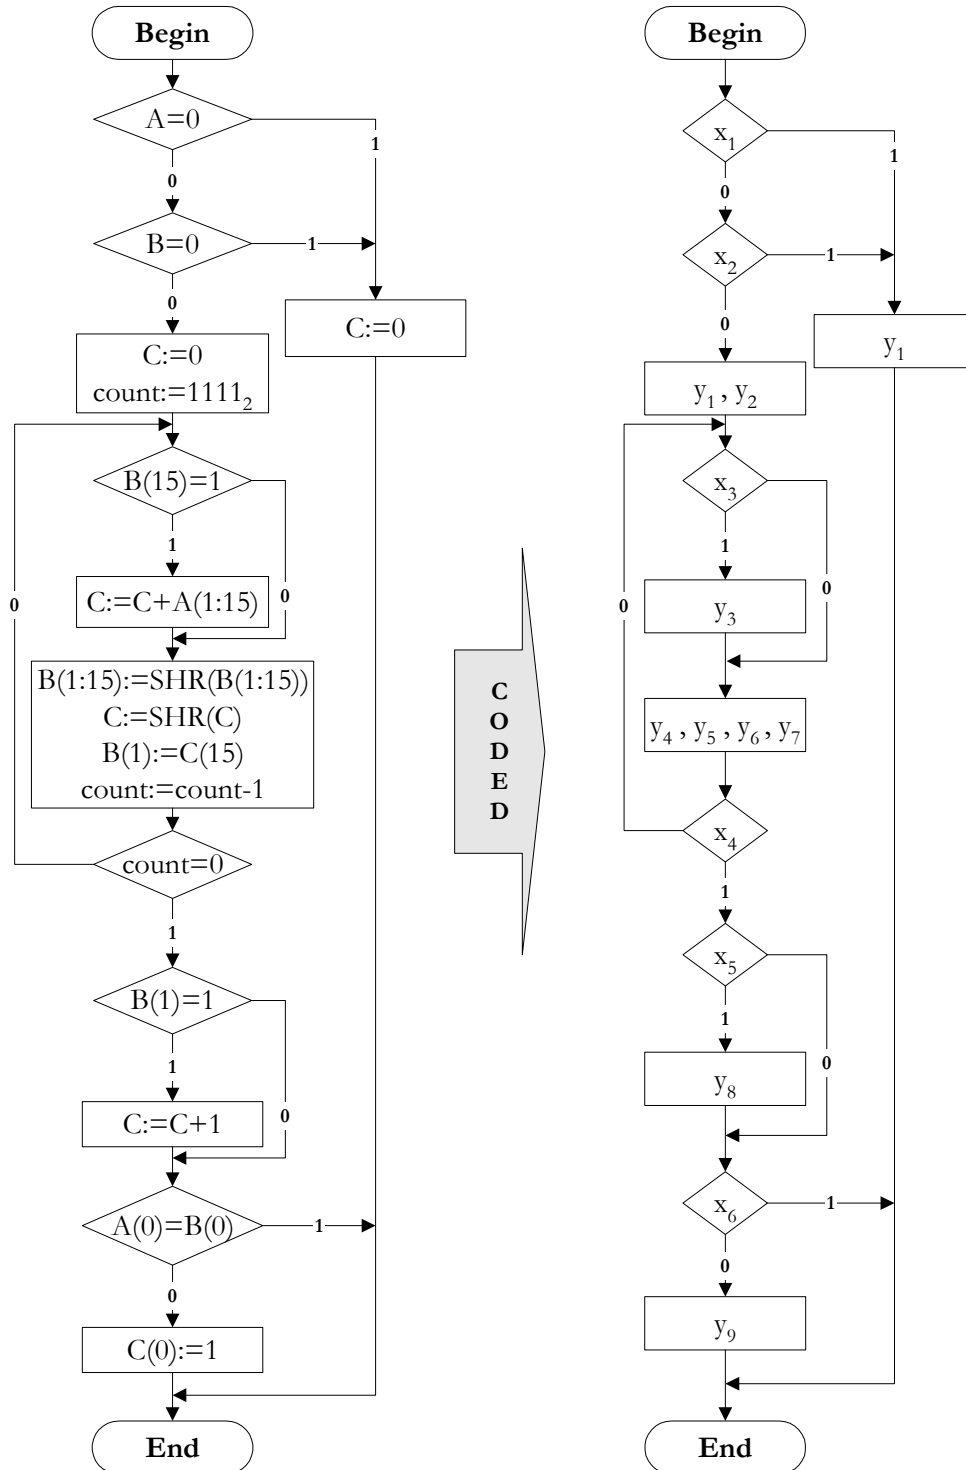 Begin
A=0
1
0
B=0
1
0
C:=0
C:=0
count:=1111₂
B(15)=1
1
0
0
C:=C+A(1:15)
B(1:15):=SHR(B(1:15))
C:=SHR(C)
B(1):=C(15)
count:=count-1
count=0
1
B(1)=1
1
0
C:=C+1
A(0)=B(0)
1
0
C(0):=1
End
C
O
D
E
D
Begin
x₁
1
0
x₂
1
0
y₁
y₁ , y₂
x₃
1
0
0
y₃
y₄ , y₅ , y₆ , y₇
x₄
1
x₅
1
0
y₈
x₆
1
0
y₉
End